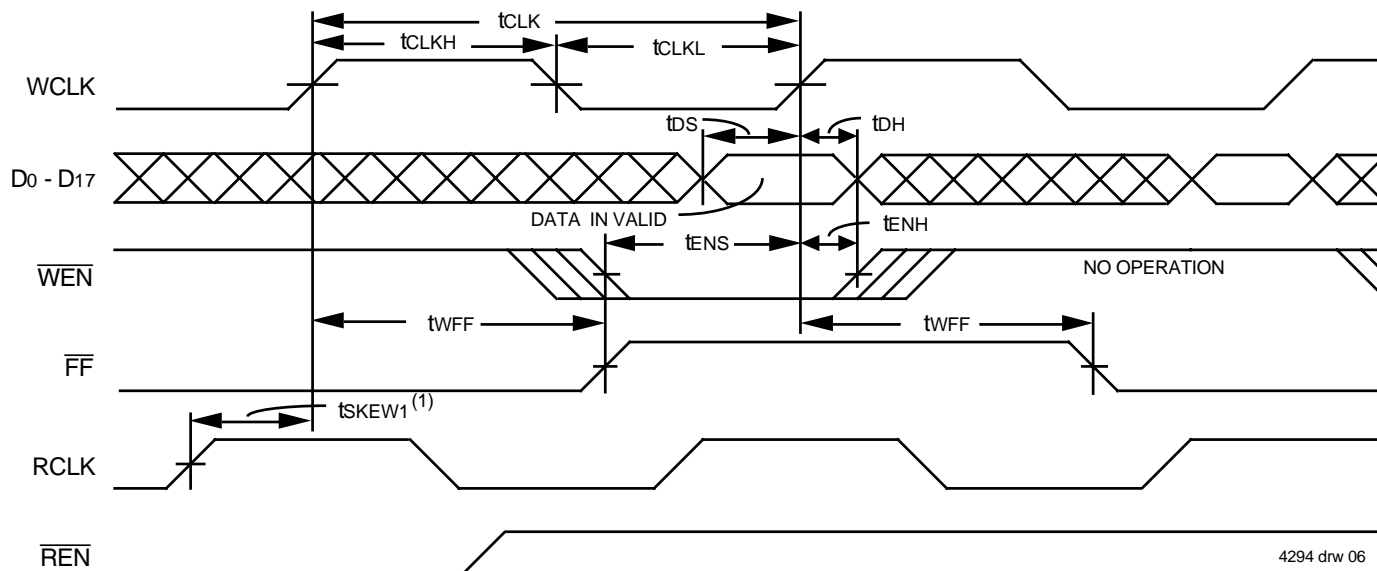 tCLK
tCLKH
tCLKL
WCLK
tDS
tDH
D0 - D17
DATA IN VALID
tENS
tENH
WEN
NO OPERATION
tWFF
tWFF
FF
tSKEW1(1)
RCLK
REN
4294 drw 06